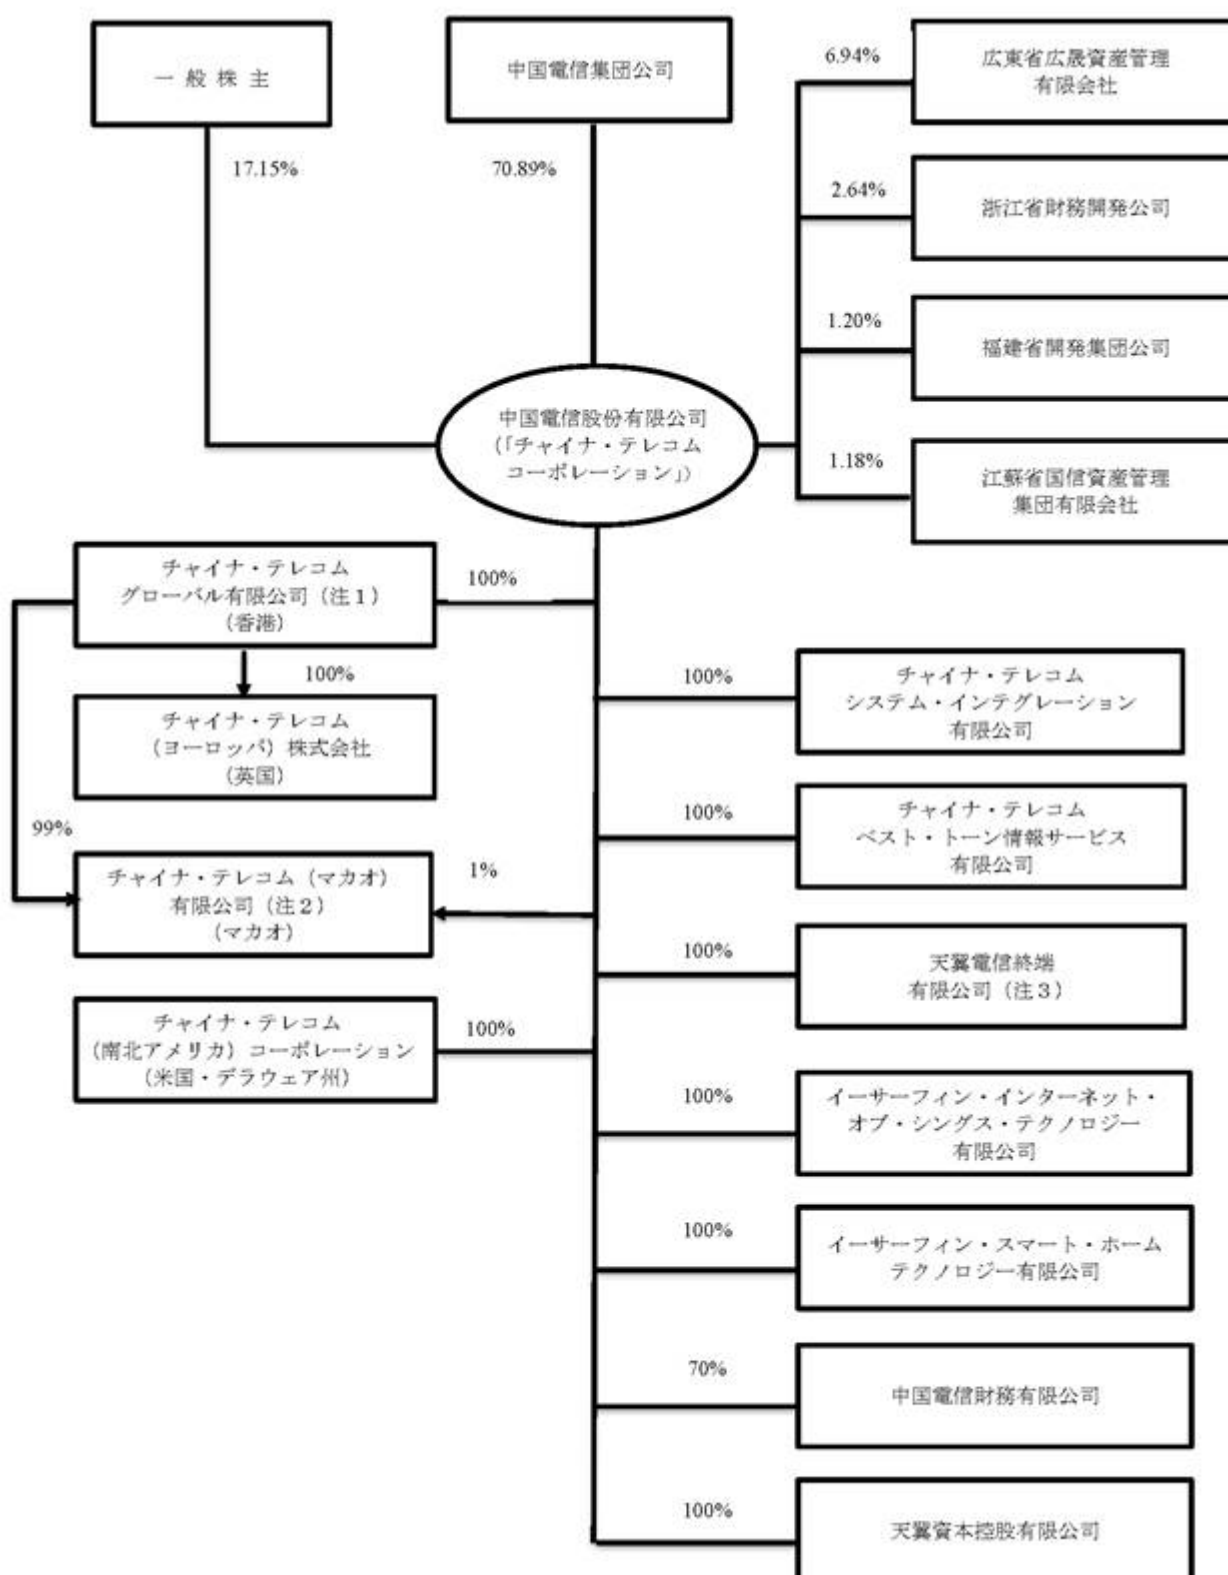 一 般 株 主
17.15%
中国電信集団公司
70.89%
6.94%
広東省広晟資産管理
有限会社
2.64%
浙江省財務開発公司
1.20%
福建省開発集団公司
1.18%
江蘇省国信資産管理
集団有限会社
中国電信股份有限公司
(「チャイナ・テレコム
コーポレーション」)
チャイナ・テレコム
グローバル有限公司（注１）
(香港)
100%
100%
チャイナ・テレコム
(ヨーロッパ) 株式会社
(英国)
99%
チャイナ・テレコム (マカオ)
有限公司（注２）
(マカオ)
1%
チャイナ・テレコム
(南北アメリカ) コーポレーション
(米国・デラウェア州)
100%
100%
チャイナ・テレコム
システム・インテグレーション
有限公司
100%
チャイナ・テレコム
ベスト・トーン情報サービス
有限公司
100%
天翼電信終端
有限公司（注３）
100%
イーサーフィン・インターネット・
オブ・シングス・テクノロジー
有限公司
100%
イーサーフィン・スマート・ホーム
テクノロジー有限公司
70%
中国電信財務有限公司
100%
天翼資本控股有限公司